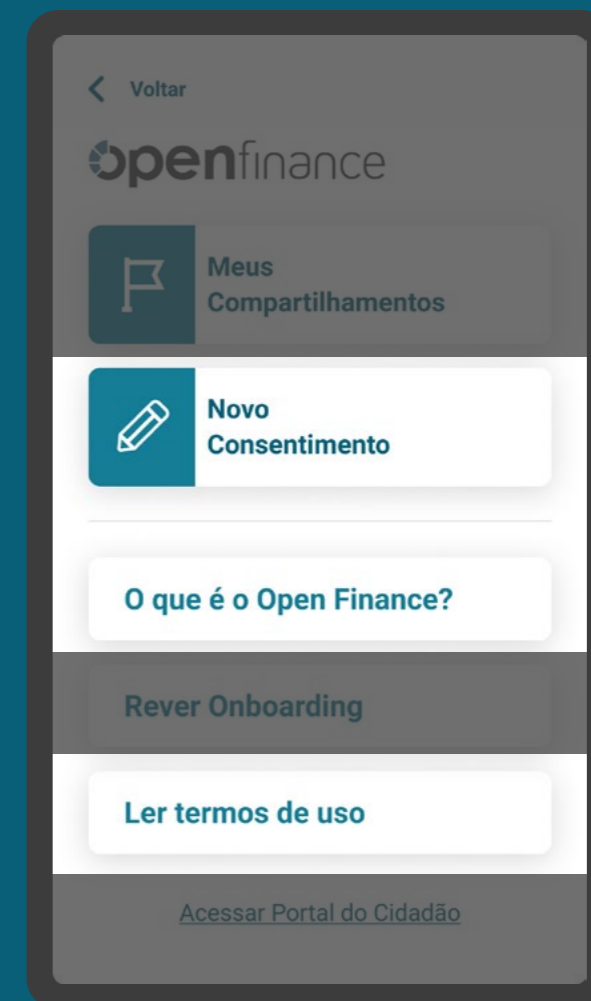 Voltar
openfinance
Meus
Compartilhamentos
Novo
Consentimento
O que é o Open Finance?
Rever Onboarding
Ler termos de uso
Acessar Portal do Cidadão